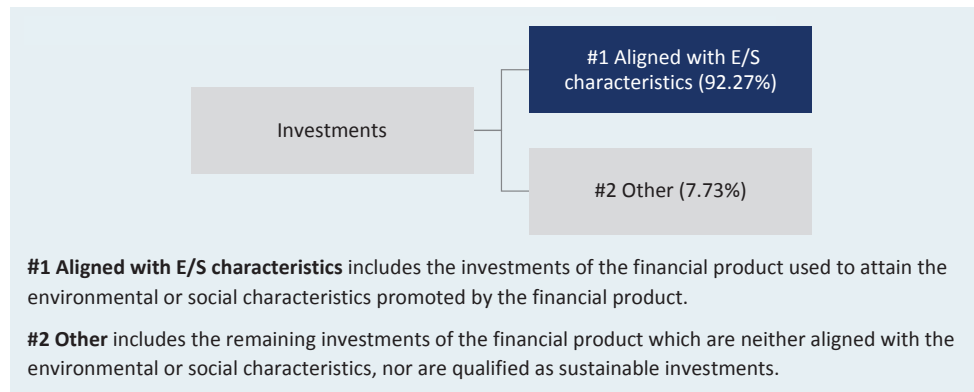 #1 Aligned with E/S
characteristics (92.27%)
Investments
#2 Other (7.73%)
#1 Aligned with E/S characteristics includes the investments of the financial product used to attain the
environmental or social characteristics promoted by the financial product.
#2 Other includes the remaining investments of the financial product which are neither aligned with the
environmental or social characteristics, nor are qualified as sustainable investments.